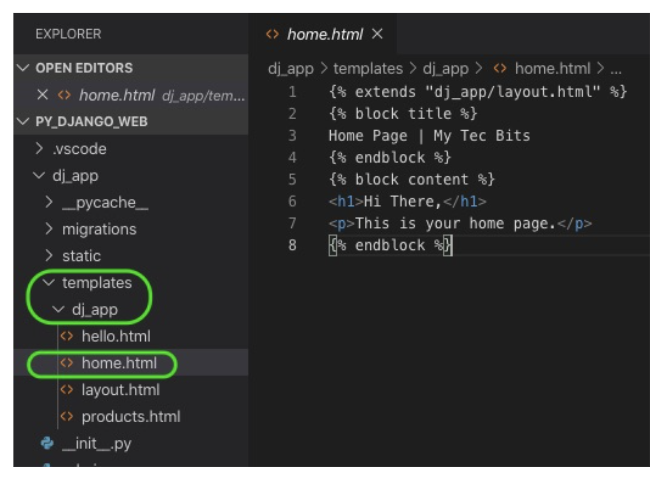 EXPLORER
OPEN EDITORS
home.html dj_app/tem...
PY_DJANGO_WEB
.vscode
dj_app
__pycache__
migrations
static
templates
dj_app
hello.html
home.html
layout.html
products.html
__init__.py
home.html
dj_app > templates > dj_app > <> home.html > ...
1 {% extends "dj_app/layout.html" %}
2 {% block title %}
3 Home Page | My Tec Bits
4 {% endblock %}
5 {% block content %}
6 <h1>Hi There,</h1>
7 <p>This is your home page.</p>
8 {% endblock %}